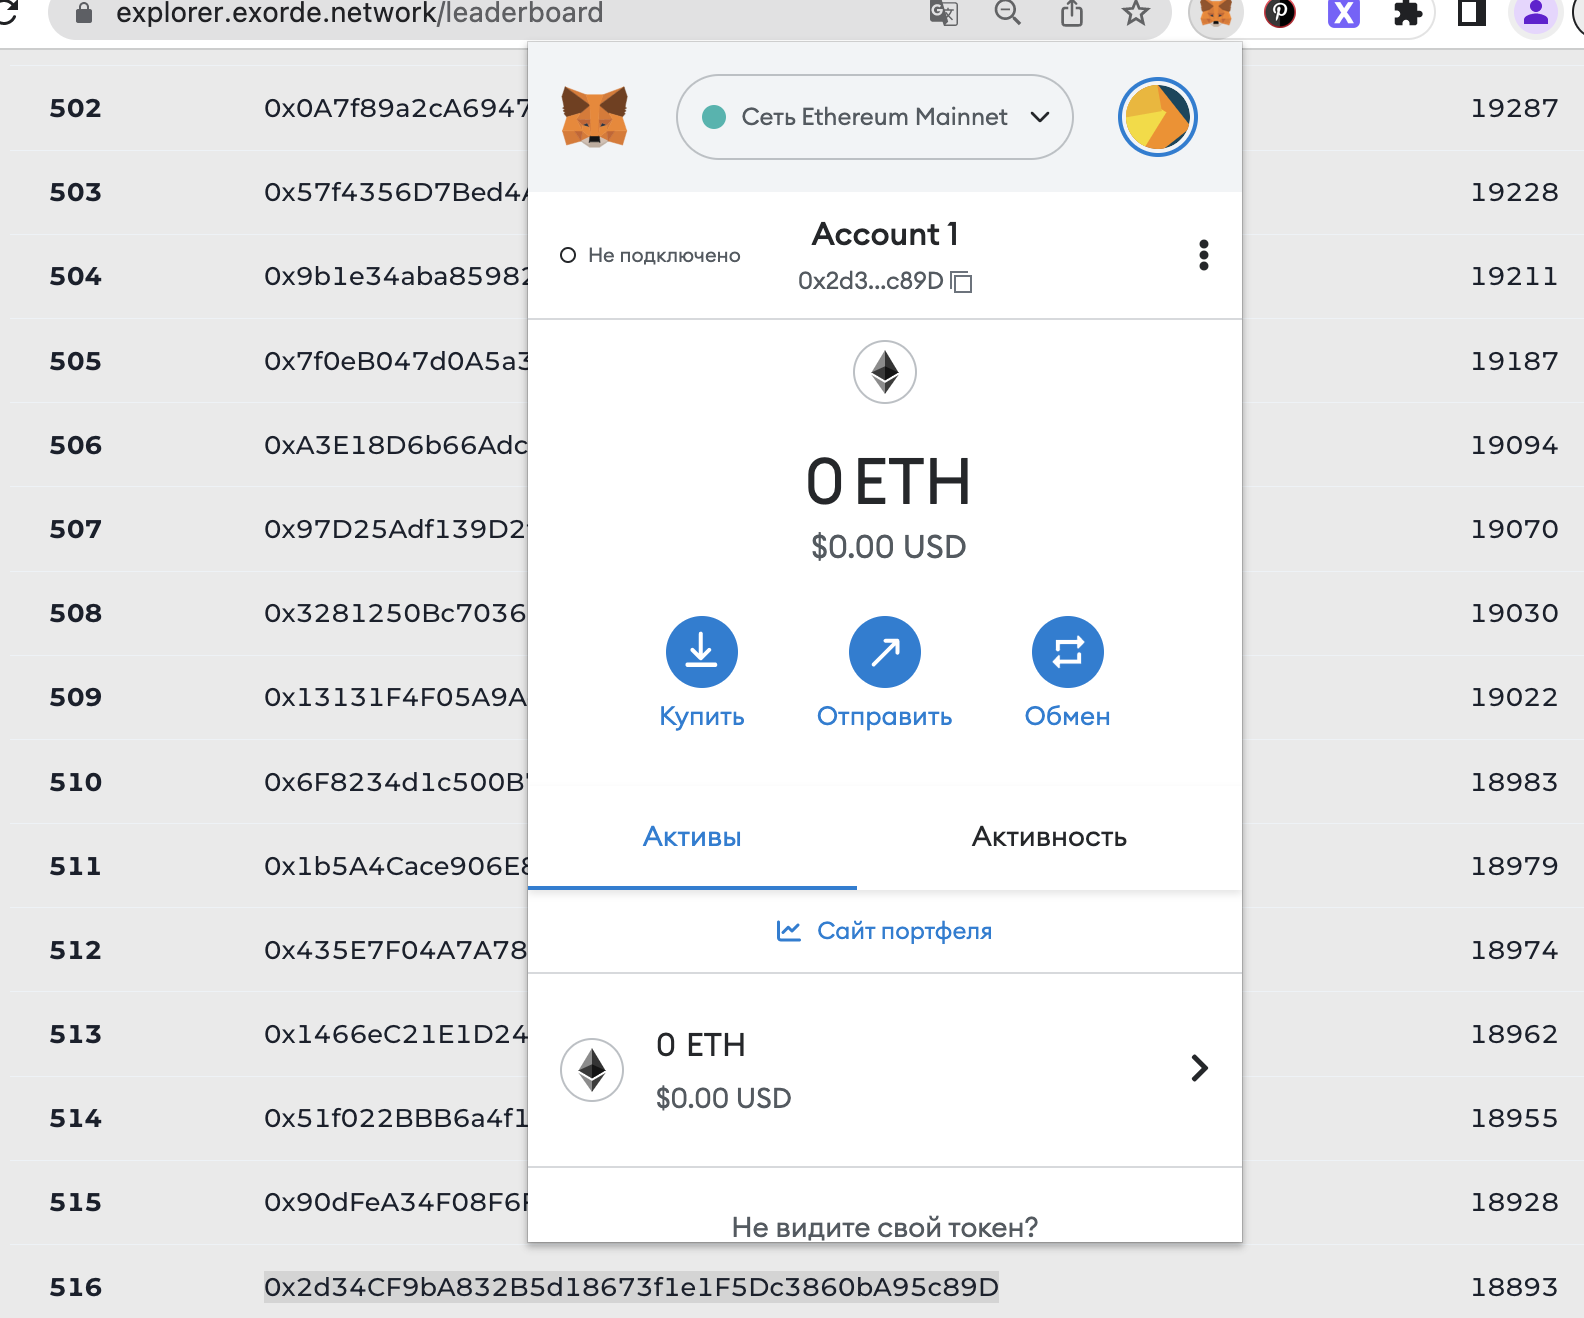 explorer.exorde.network/leaderboard
Сеть Ethereum Mainnet
Не подключено
Account 1
0x2d3...c89D
0 ETH
$0.00 USD
Купить
Отправить
Обмен
Активы
Активность
Сайт портфеля
0 ETH
$0.00 USD
Не видите свой токен?
502 0x0A7f89a2cA6947 19287
503 0x57f4356D7Bed4 19228
504 0x9b1e34aba8598 19211
505 0x7f0eB047d0A5a3 19187
506 0xA3E18D6b66Adc 19094
507 0x97D25Adf139D2 19070
508 0x3281250Bc7036 19030
509 0x13131F4F05A9A 19022
510 0x6F8234d1c500B 18983
511 0x1b5A4Cace906E 18979
512 0x435E7F04A7A78 18974
513 0x1466eC21E1D24 18962
514 0x51f022BBB6a4f1 18955
515 0x90dFeA34F08F6 18928
516 0x2d34CF9bA832B5d18673f1e1F5Dc3860bA95c89D 18893